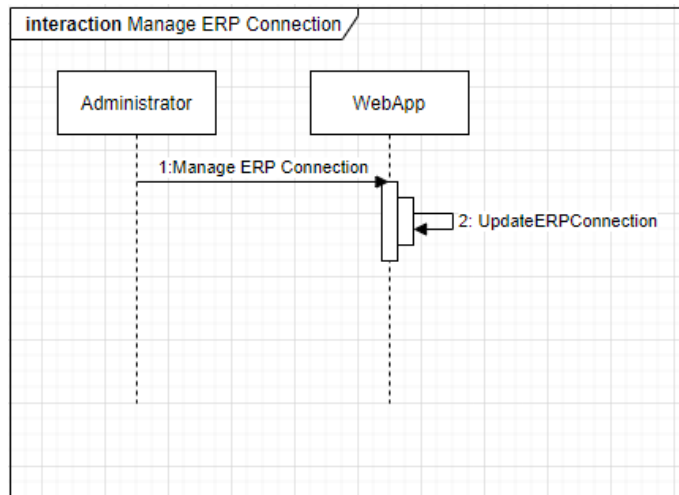 interaction Manage ERP Connection
Administrator
WebApp
1:Manage ERP Connection
2: UpdateERPConnection